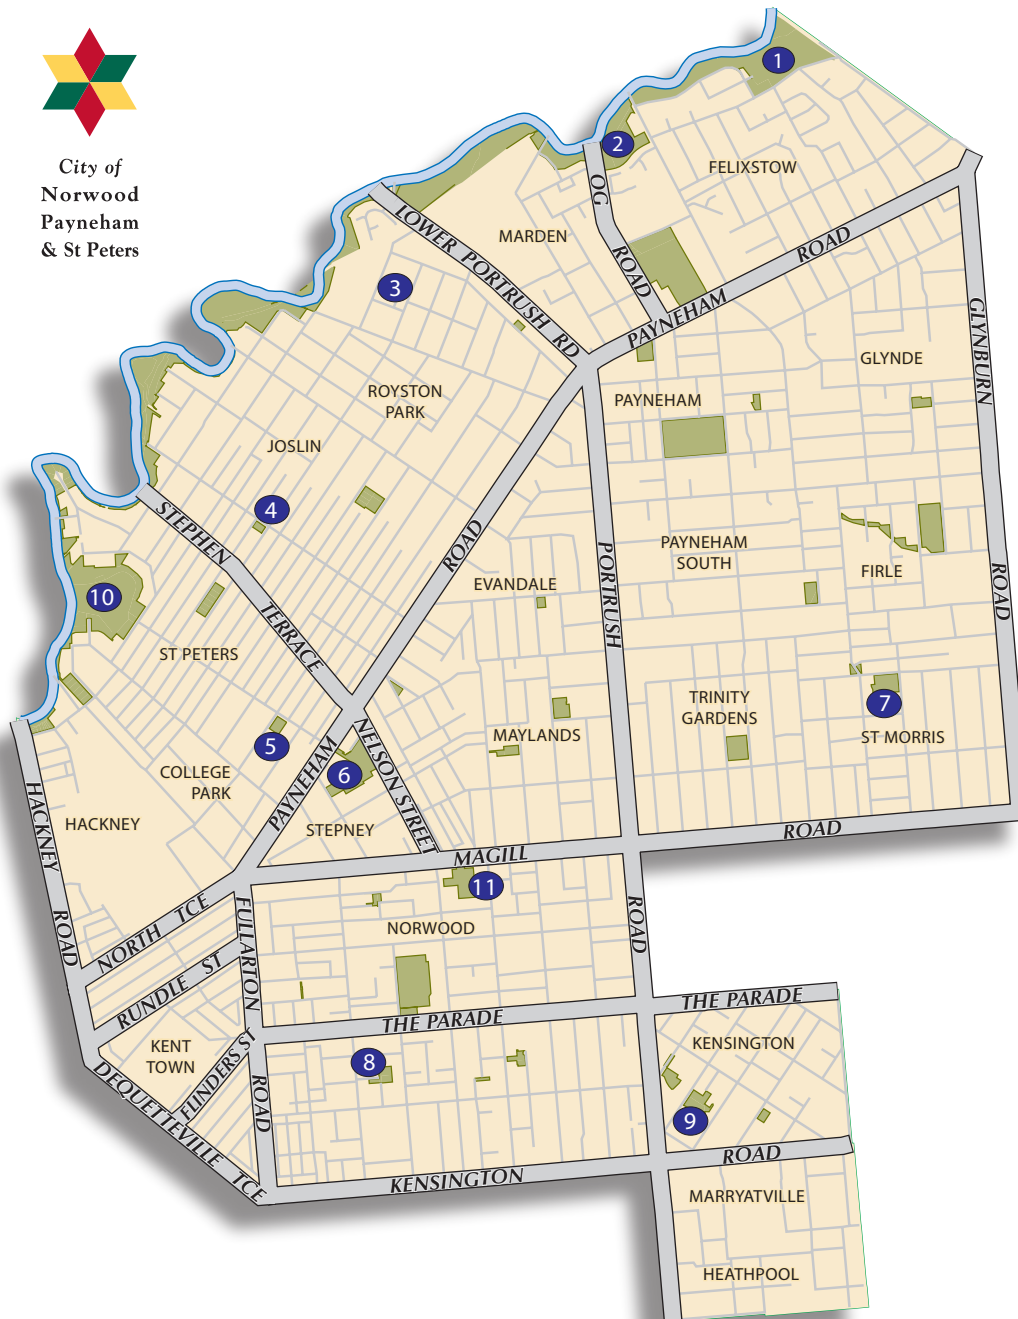 City of
Norwood
Payneham
& St Peters
1
2
FELIXSTOW
OG
ROAD
MARDEN
LOWER PORTRUSH RD
3
PAYNEHAM
ROAD
GLYNBURN
ROAD
GLYNDE
ROYSTON
PARK
PAYNEHAM
JOSLIN
4
STEPHEN
TERRACE
ROAD
PORTRUSH
PAYNEHAM
SOUTH
FIRLE
EVANDALE
10
ST PETERS
TRINITY
GARDENS
7
ST MORRIS
MAYLANDS
5
6
NELSON STREET
PAYNEHAM
COLLEGE
PARK
HACKNEY
HACKNEY
ROAD
STEPNEY
MAGILL
ROAD
11
NORTH TCE
FULLARTON
ROAD
ROAD
NORWOOD
RUNDLE ST
THE PARADE
THE PARADE
KENT
TOWN
FLINDERS ST
DEQUETTEVILLE TCE
8
KENSINGTON
9
KENSINGTON
ROAD
MARRYATVILLE
HEATHPOOL